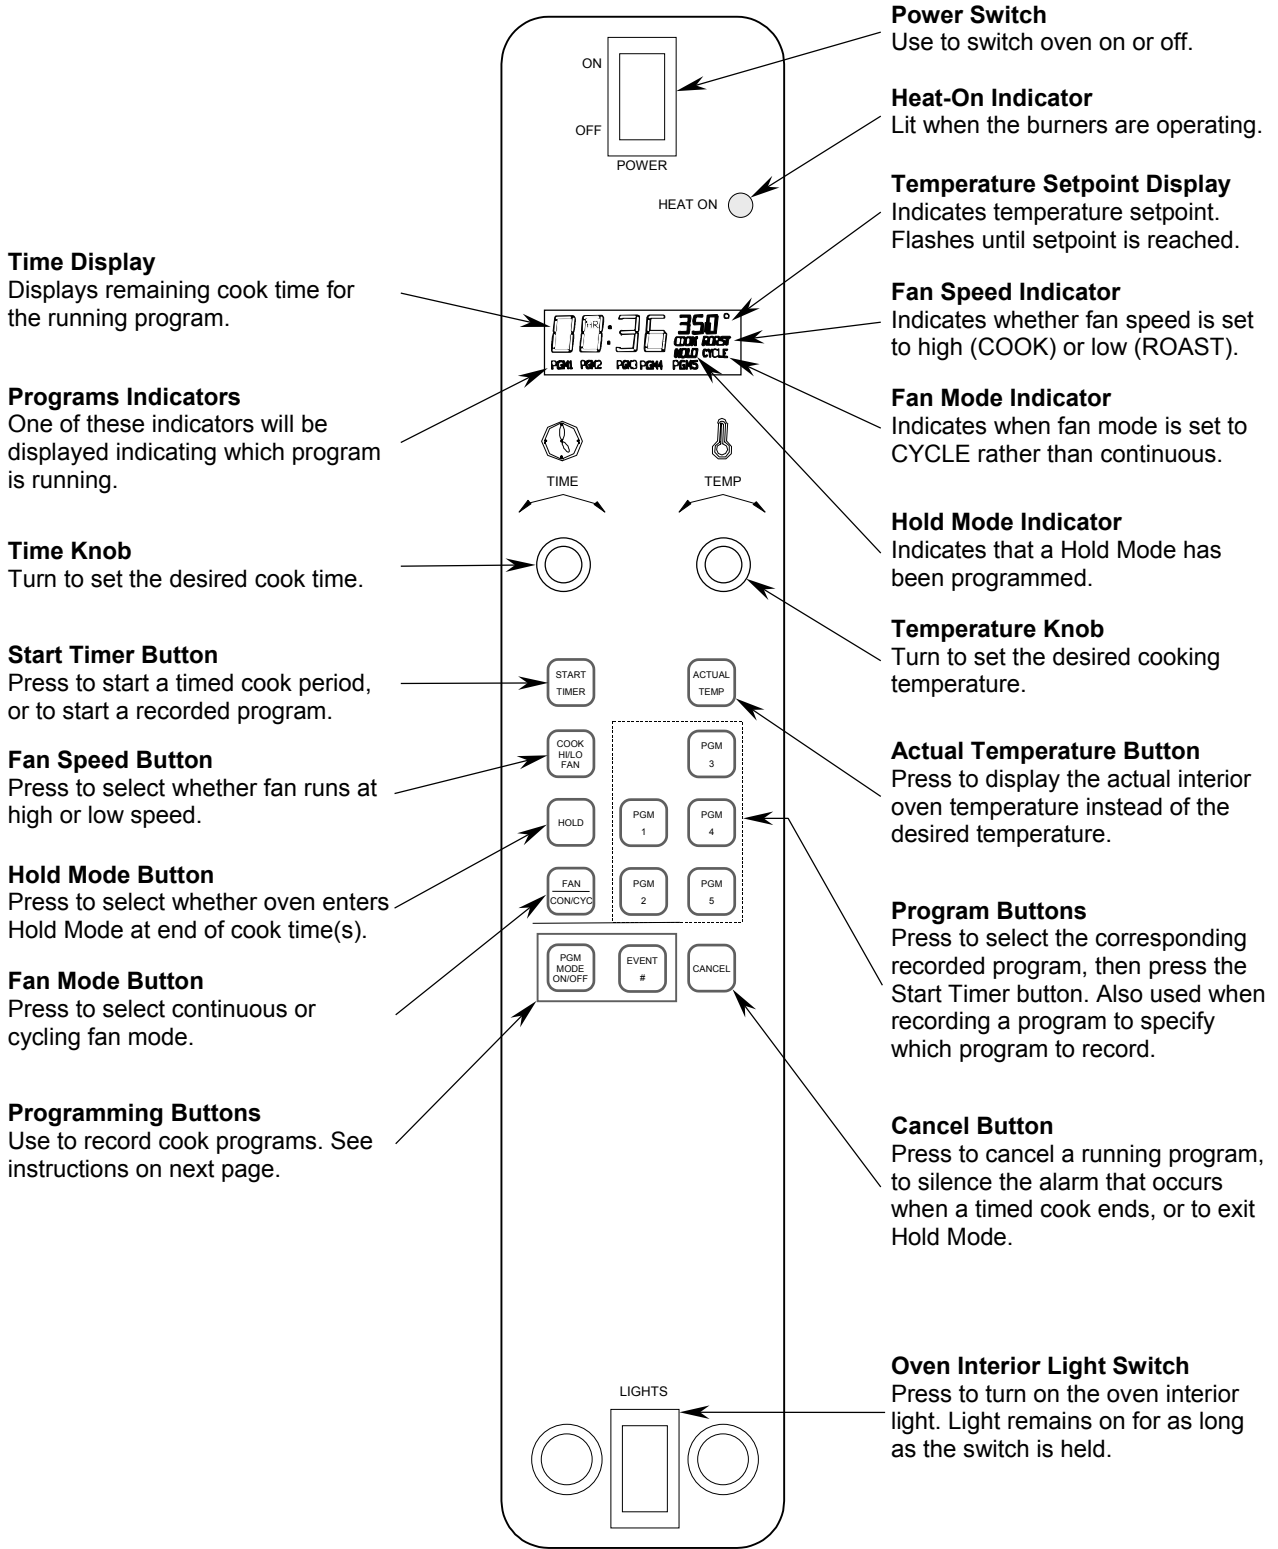 Power Switch
Use to switch oven on or off.
Heat-On Indicator
Lit when the burners are operating.
Temperature Setpoint Display
Indicates temperature setpoint.
Flashes until setpoint is reached.
Fan Speed Indicator
Indicates whether fan speed is set
to high (COOK) or low (ROAST).
Fan Mode Indicator
Indicates when fan mode is set to
CYCLE rather than continuous.
Hold Mode Indicator
Indicates that a Hold Mode has
been programmed.
Temperature Knob
Turn to set the desired cooking
temperature.
Actual Temperature Button
Press to display the actual interior
oven temperature instead of the
desired temperature.
Program Buttons
Press to select the corresponding
recorded program, then press the
Start Timer button. Also used when
recording a program to specify
which program to record.
Cancel Button
Press to cancel a running program,
to silence the alarm that occurs
when a timed cook ends, or to exit
Hold Mode.
Oven Interior Light Switch
Press to turn on the oven interior
light. Light remains on for as long
as the switch is held.
Time Display
Displays remaining cook time for
the running program.
Programs Indicators
One of these indicators will be
displayed indicating which program
is running.
Time Knob
Turn to set the desired cook time.
Start Timer Button
Press to start a timed cook period,
or to start a recorded program.
Fan Speed Button
Press to select whether fan runs at
high or low speed.
Hold Mode Button
Press to select whether oven enters
Hold Mode at end of cook time(s).
Fan Mode Button
Press to select continuous or
cycling fan mode.
Programming Buttons
Use to record cook programs. See
instructions on next page.
ON
OFF
POWER
HEAT ON
00 HR:36 350°
COOK ROAST
HOLD CYCLE
PGM1 PGM2 PGM3 PGM4 PGM5
TIME TEMP
START
TIMER
ACTUAL
TEMP
COOK
HI/LO
FAN
PGM
3
HOLD
PGM
1
PGM
4
FAN
CON/CYC
PGM
2
PGM
5
PGM
MODE
ON/OFF
EVENT
#
CANCEL
LIGHTS